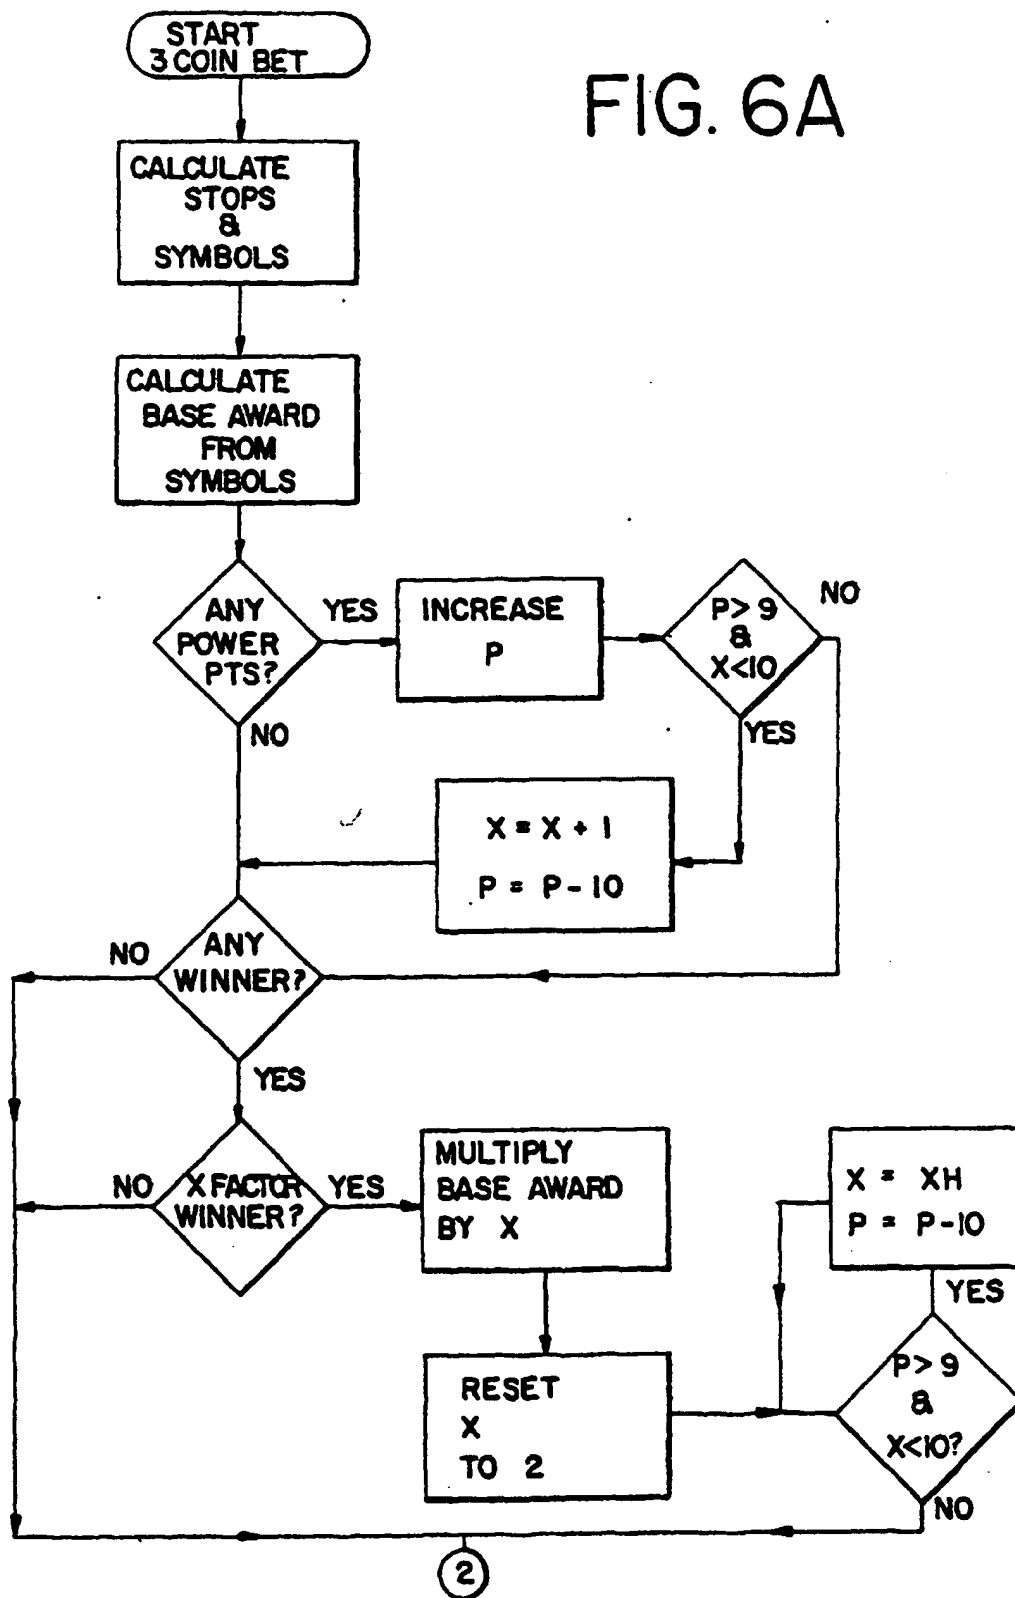 START
3 COIN BET
FIG. 6A
CALCULATE
STOPS
&
SYMBOLS
CALCULATE
BASE AWARD
FROM
SYMBOLS
ANY
POWER
PTS?
YES
NO
INCREASE
P
P> 9
&
X<10
NO
YES
X = X + 1
P = P - 10
ANY
WINNER?
NO
YES
X FACTOR
WINNER?
NO
YES
MULTIPLY
BASE AWARD
BY X
RESET
X
TO 2
X = XH
P = P-10
YES
P> 9
&
X<10?
NO
2